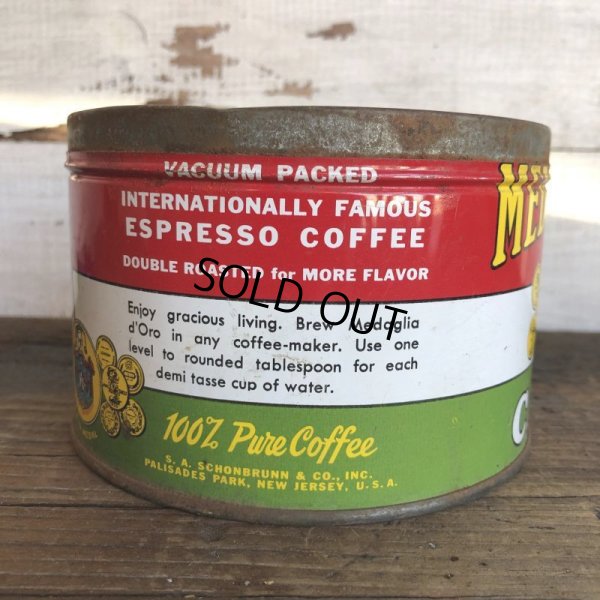 VACUUM PACKED
INTERNATIONALLY FAMOUS
ESPRESSO COFFEE
DOUBLE ROASTED for MORE FLAVOR
SOLD OUT
Enjoy gracious living. Brew Medaglia
d'Oro in any coffee-maker. Use one
level to rounded tablespoon for each
demi tasse cup of water.
100% Pure Coffee
S. A. SCHONBRUNN & CO., INC.
PALISADES PARK, NEW JERSEY, U.S.A.
MED
C